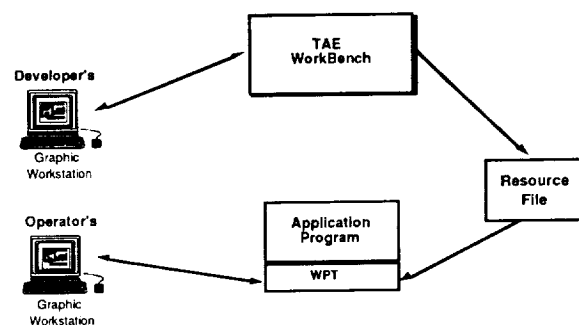 TAE
WorkBench
Developer's
Graphic
Workstation
Resource
File
Operator's
Application
Program
WPT
Graphic
Workstation